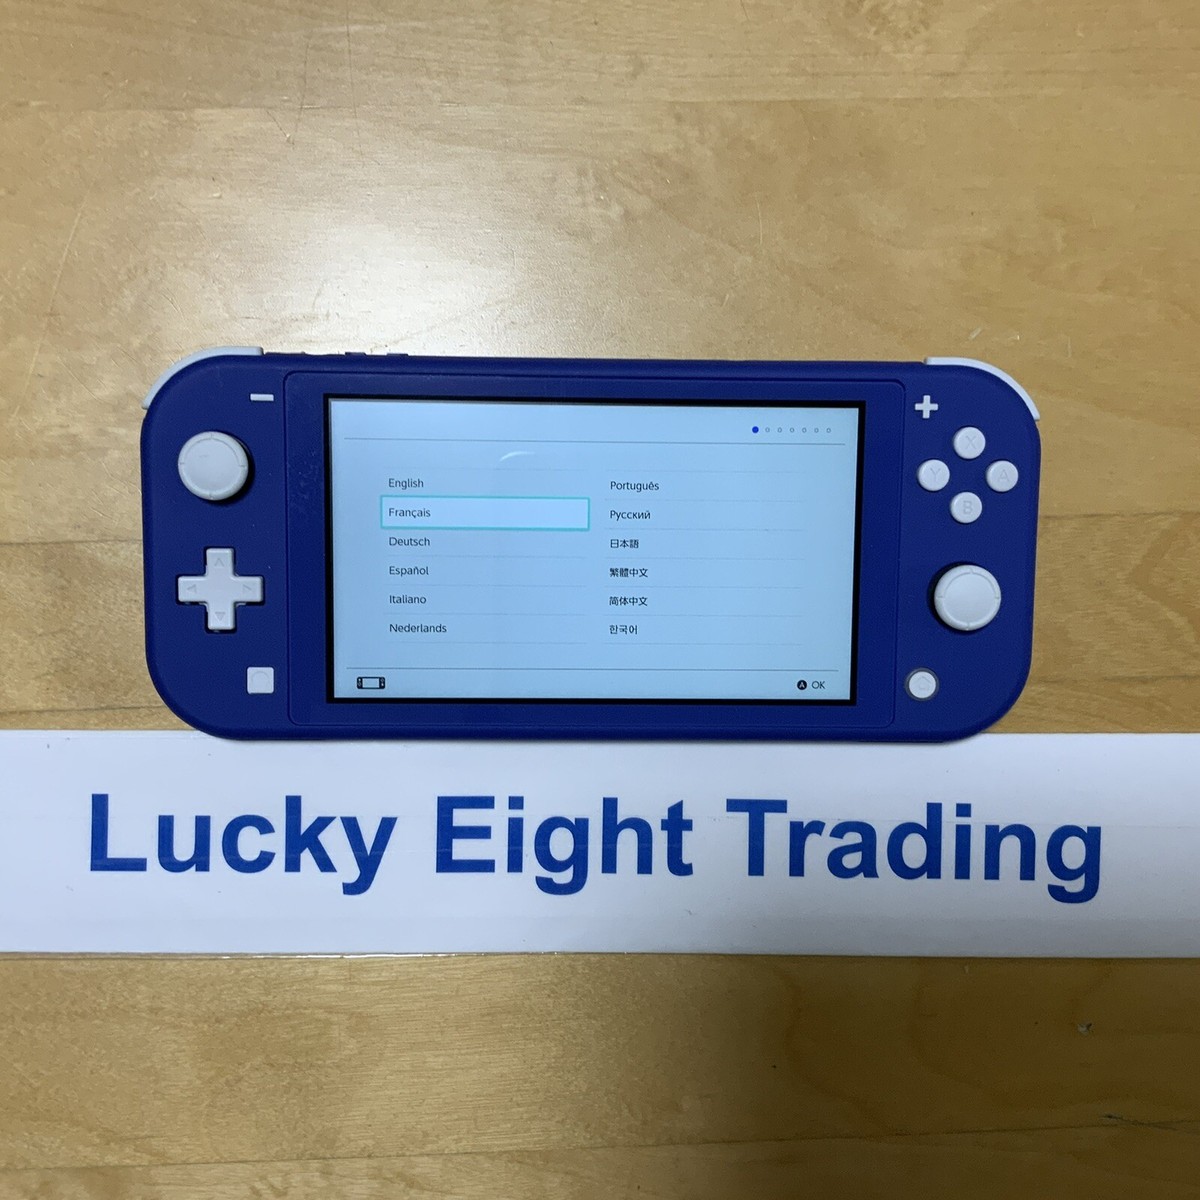 English
Français
Deutsch
Español
Italiano
Nederlands
Português
Русский
日本語
繁體中文
简体中文
한국어
A OK
X
Y
A
B
Lucky Eight Trading